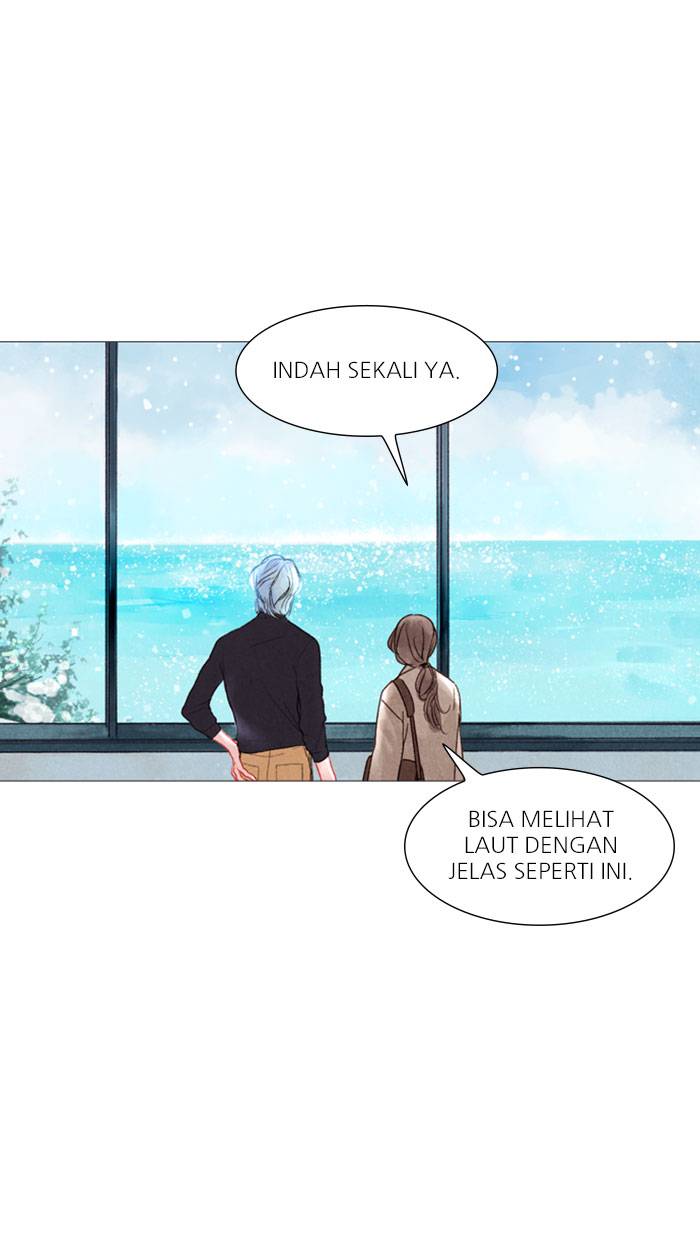 INDAH SEKALI YA.
BISA MELIHAT
LAUT DENGAN
JELAS SEPERTI INI.